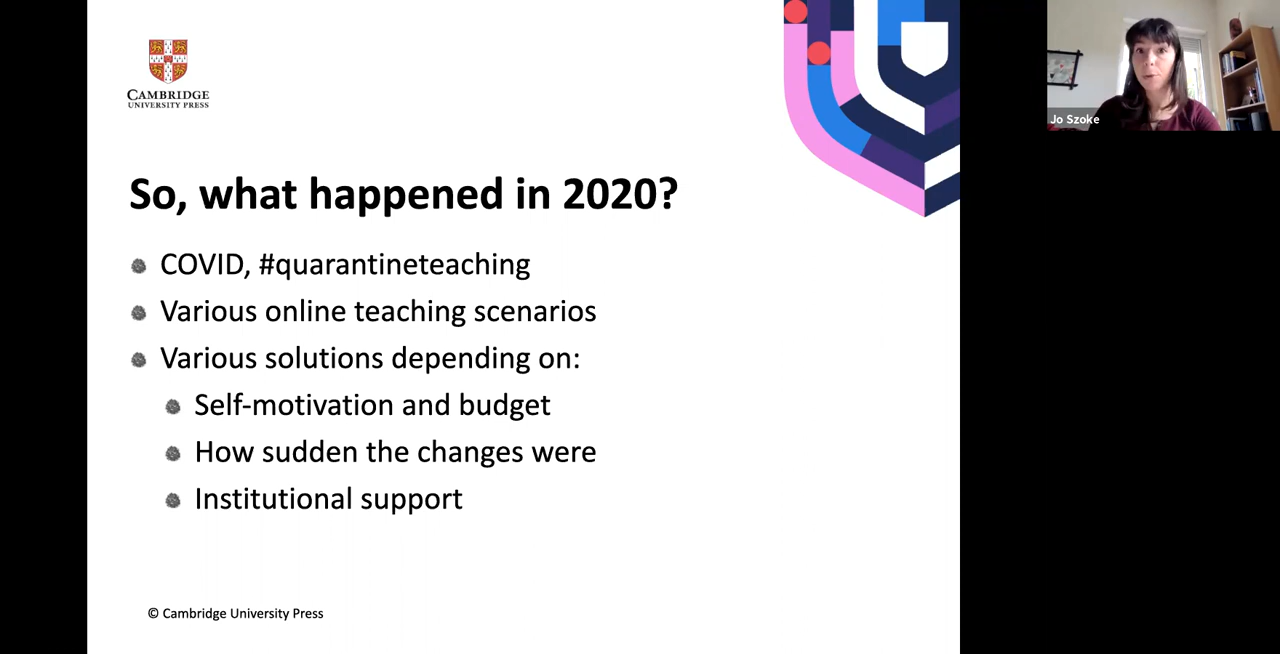 CAMBRIDGE
UNIVERSITY PRESS
Jo Szoke
So, what happened in 2020?
COVID, #quarantineteaching
Various online teaching scenarios
Various solutions depending on:
Self-motivation and budget
How sudden the changes were
Institutional support
© Cambridge University Press